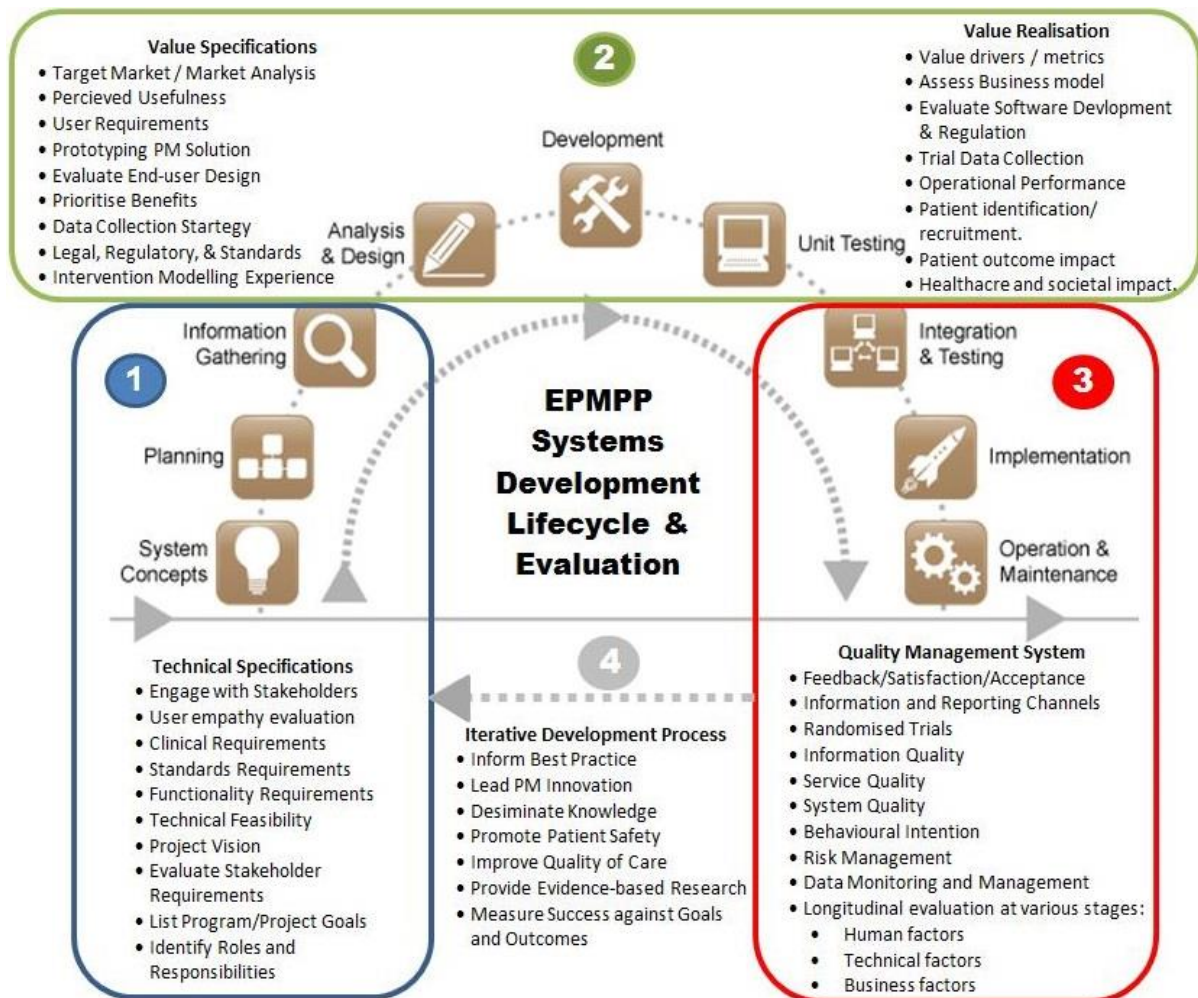 Value Specifications
• Target Market / Market Analysis
• Percieved Usefulness
• User Requirements
• Prototyping PM Solution
• Evaluate End-user Design
• Prioritise Benefits
• Data Collection Startegy
• Legal, Regulatory, & Standards
• Intervention Modelling Experience
2
Value Realisation
• Value drivers / metrics
• Assess Business model
• Evaluate Software Devlopment
& Regulation
• Trial Data Collection
• Operational Performance
• Patient identification/
recruitment.
• Patient outcome impact
• Healthacre and societal impact.
Development
Analysis
& Design
Unit Testing
1
Information
Gathering
Planning
System
Concepts
EPMPP
Systems
Development
Lifecycle &
Evaluation
Integration
& Testing
3
Implementation
Operation &
Maintenance
Technical Specifications
• Engage with Stakeholders
• User empathy evaluation
• Clinical Requirements
• Standards Requirements
• Functionality Requirements
• Technical Feasibility
• Project Vision
• Evaluate Stakeholder
Requirements
• List Program/Project Goals
• Identify Roles and
Responsibilities
4
Iterative Development Process
• Inform Best Practice
• Lead PM Innovation
• Desiminate Knowledge
• Promote Patient Safety
• Improve Quality of Care
• Provide Evidence-based Research
• Measure Success against Goals
and Outcomes
Quality Management System
• Feedback/Satisfaction/Acceptance
• Information and Reporting Channels
• Randomised Trials
• Information Quality
• Service Quality
• System Quality
• Behavioural Intention
• Risk Management
• Data Monitoring and Management
• Longitudinal evaluation at various stages:
• Human factors
• Technical factors
• Business factors